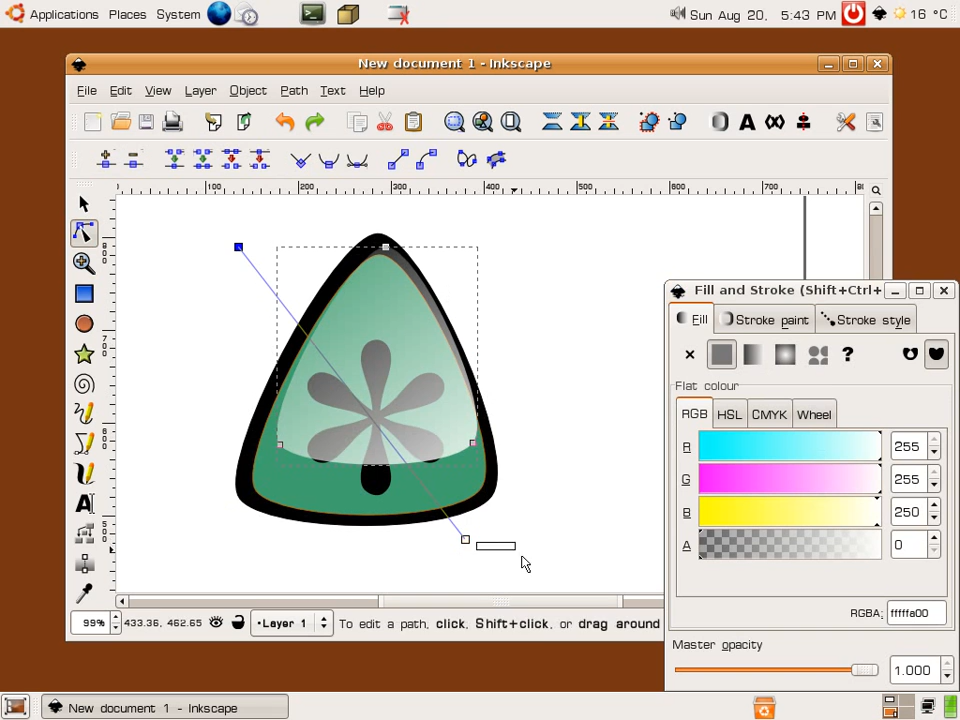 Applications Places System Sun Aug 20, 5:43 PM 16 °C
New document 1 - Inkscape
File Edit View Layer Object Path Text Help
100 200 300 400 500 600 700
Fill and Stroke (Shift+Ctrl+
Fill Stroke paint Stroke style
?
Flat colour
RGB HSL CMYK Wheel
R 255
G 255
B 250
A 0
RGBA: fffffa00
99% 433.36, 462.65 •Layer 1 To edit a path, click, Shift+click, or drag around
Master opacity
1.000
New document 1 - Inkscape